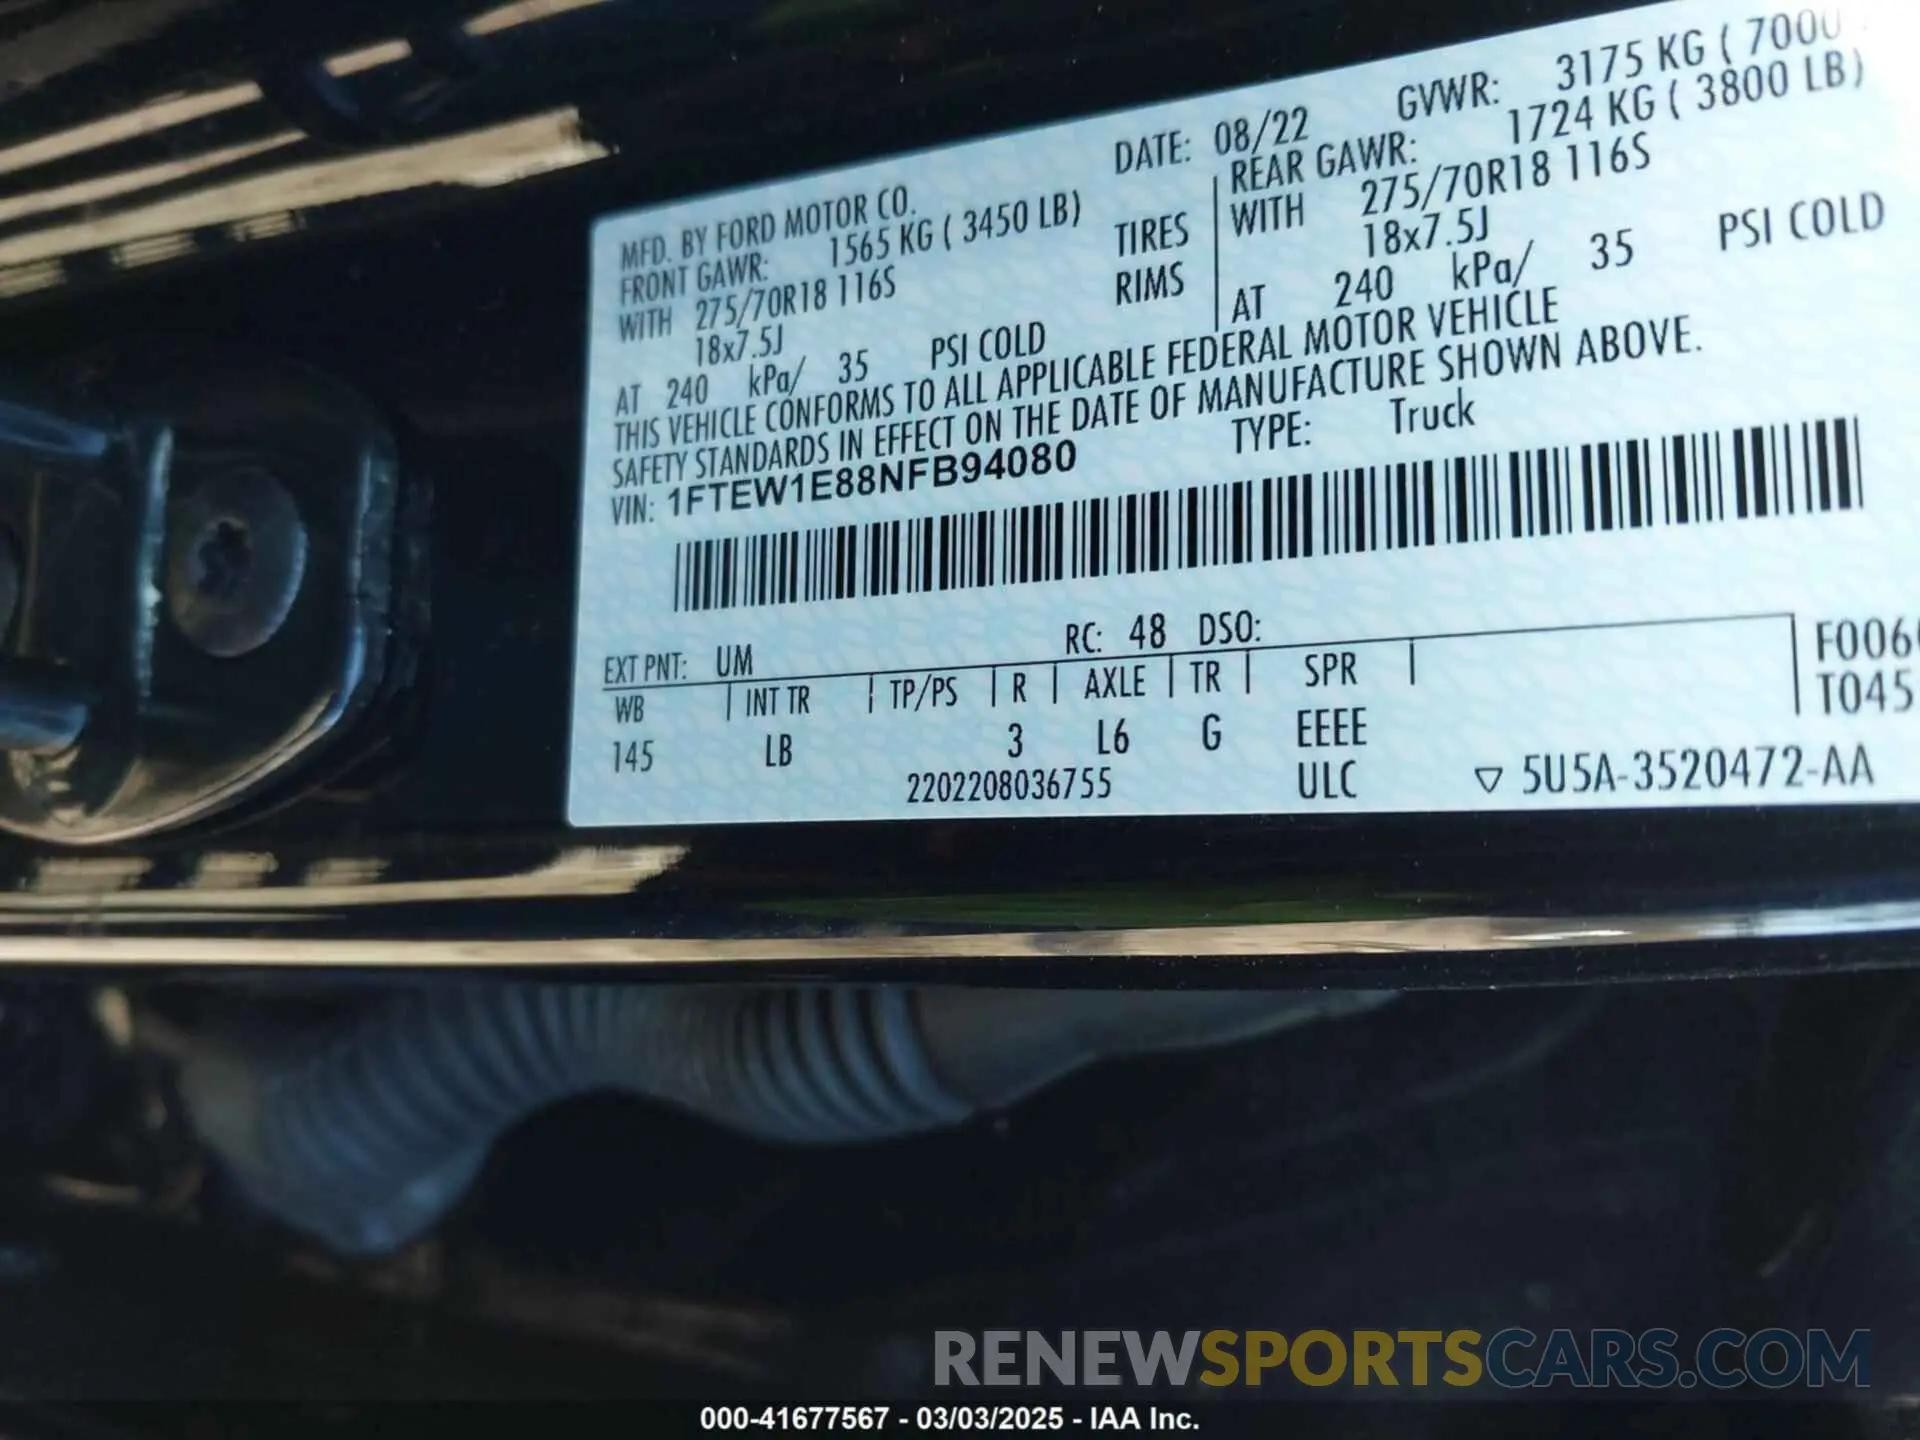 MFD. BY FORD MOTOR CO.
DATE: 08/22
GVWR: 3175 KG ( 7000
FRONT GAWR: 1565 KG ( 3450 LB)
REAR GAWR: 1724 KG ( 3800 LB)
WITH 275/70R18 116S
TIRES
WITH 275/70R18 116S
18x7.5J
RIMS
18x7.5J
AT 240 kPa/ 35 PSI COLD
AT 240 kPa/ 35 PSI COLD
THIS VEHICLE CONFORMS TO ALL APPLICABLE FEDERAL MOTOR VEHICLE
SAFETY STANDARDS IN EFFECT ON THE DATE OF MANUFACTURE SHOWN ABOVE.
VIN: 1FTEW1E88NFB94080
TYPE: Truck
EXT PNT: UM RC: 48 DSO:
WB INT TR TP/PS R AXLE TR SPR
145 LB 3 L6 G EEEE
F006
T045
2202208036755 ULC ▽ 5U5A-3520472-AA
RENEWSPORTSCARS.COM
000-41677567 - 03/03/2025 - IAA Inc.